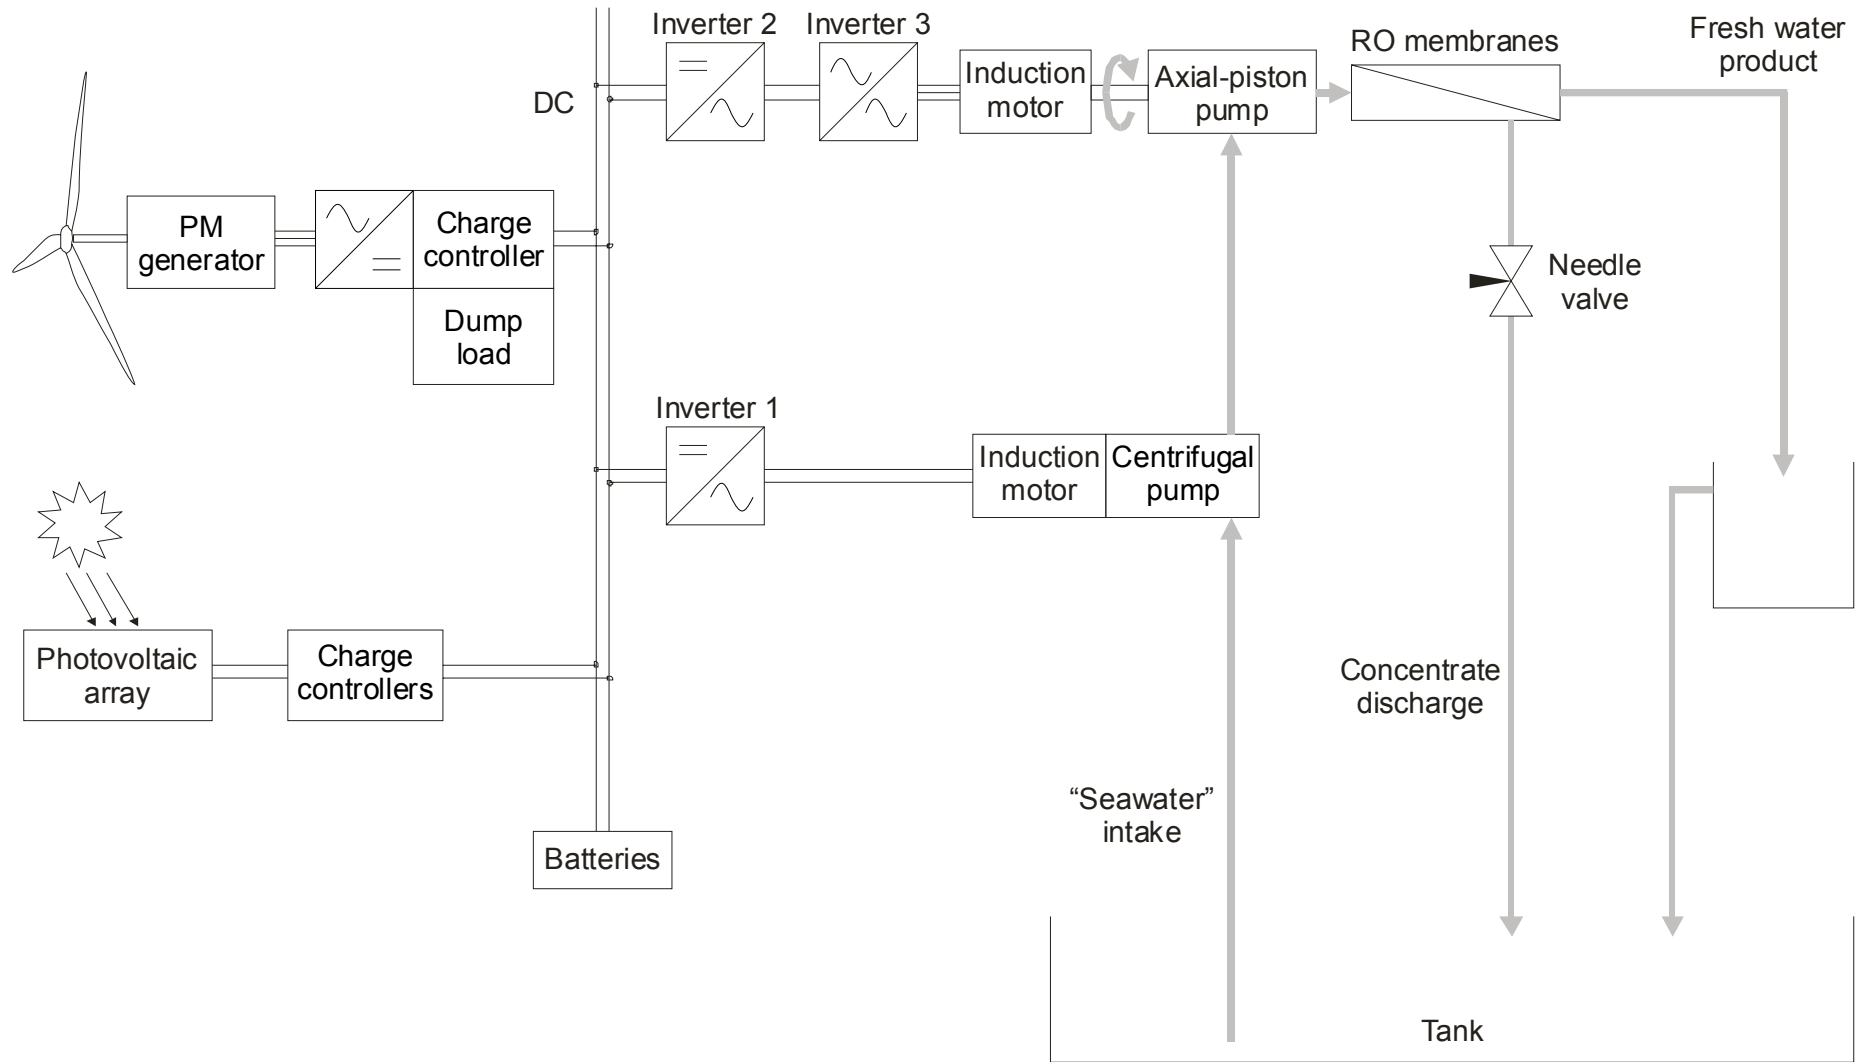 Inverter 2
Inverter 3
RO membranes
Fresh water
product
DC
Induction
motor
Axial-piston
pump
PM
generator
Charge
controller
Dump
load
Needle
valve
Inverter 1
Induction
motor
Centrifugal
pump
Photovoltaic
array
Charge
controllers
Concentrate
discharge
“Seawater”
intake
Batteries
Tank